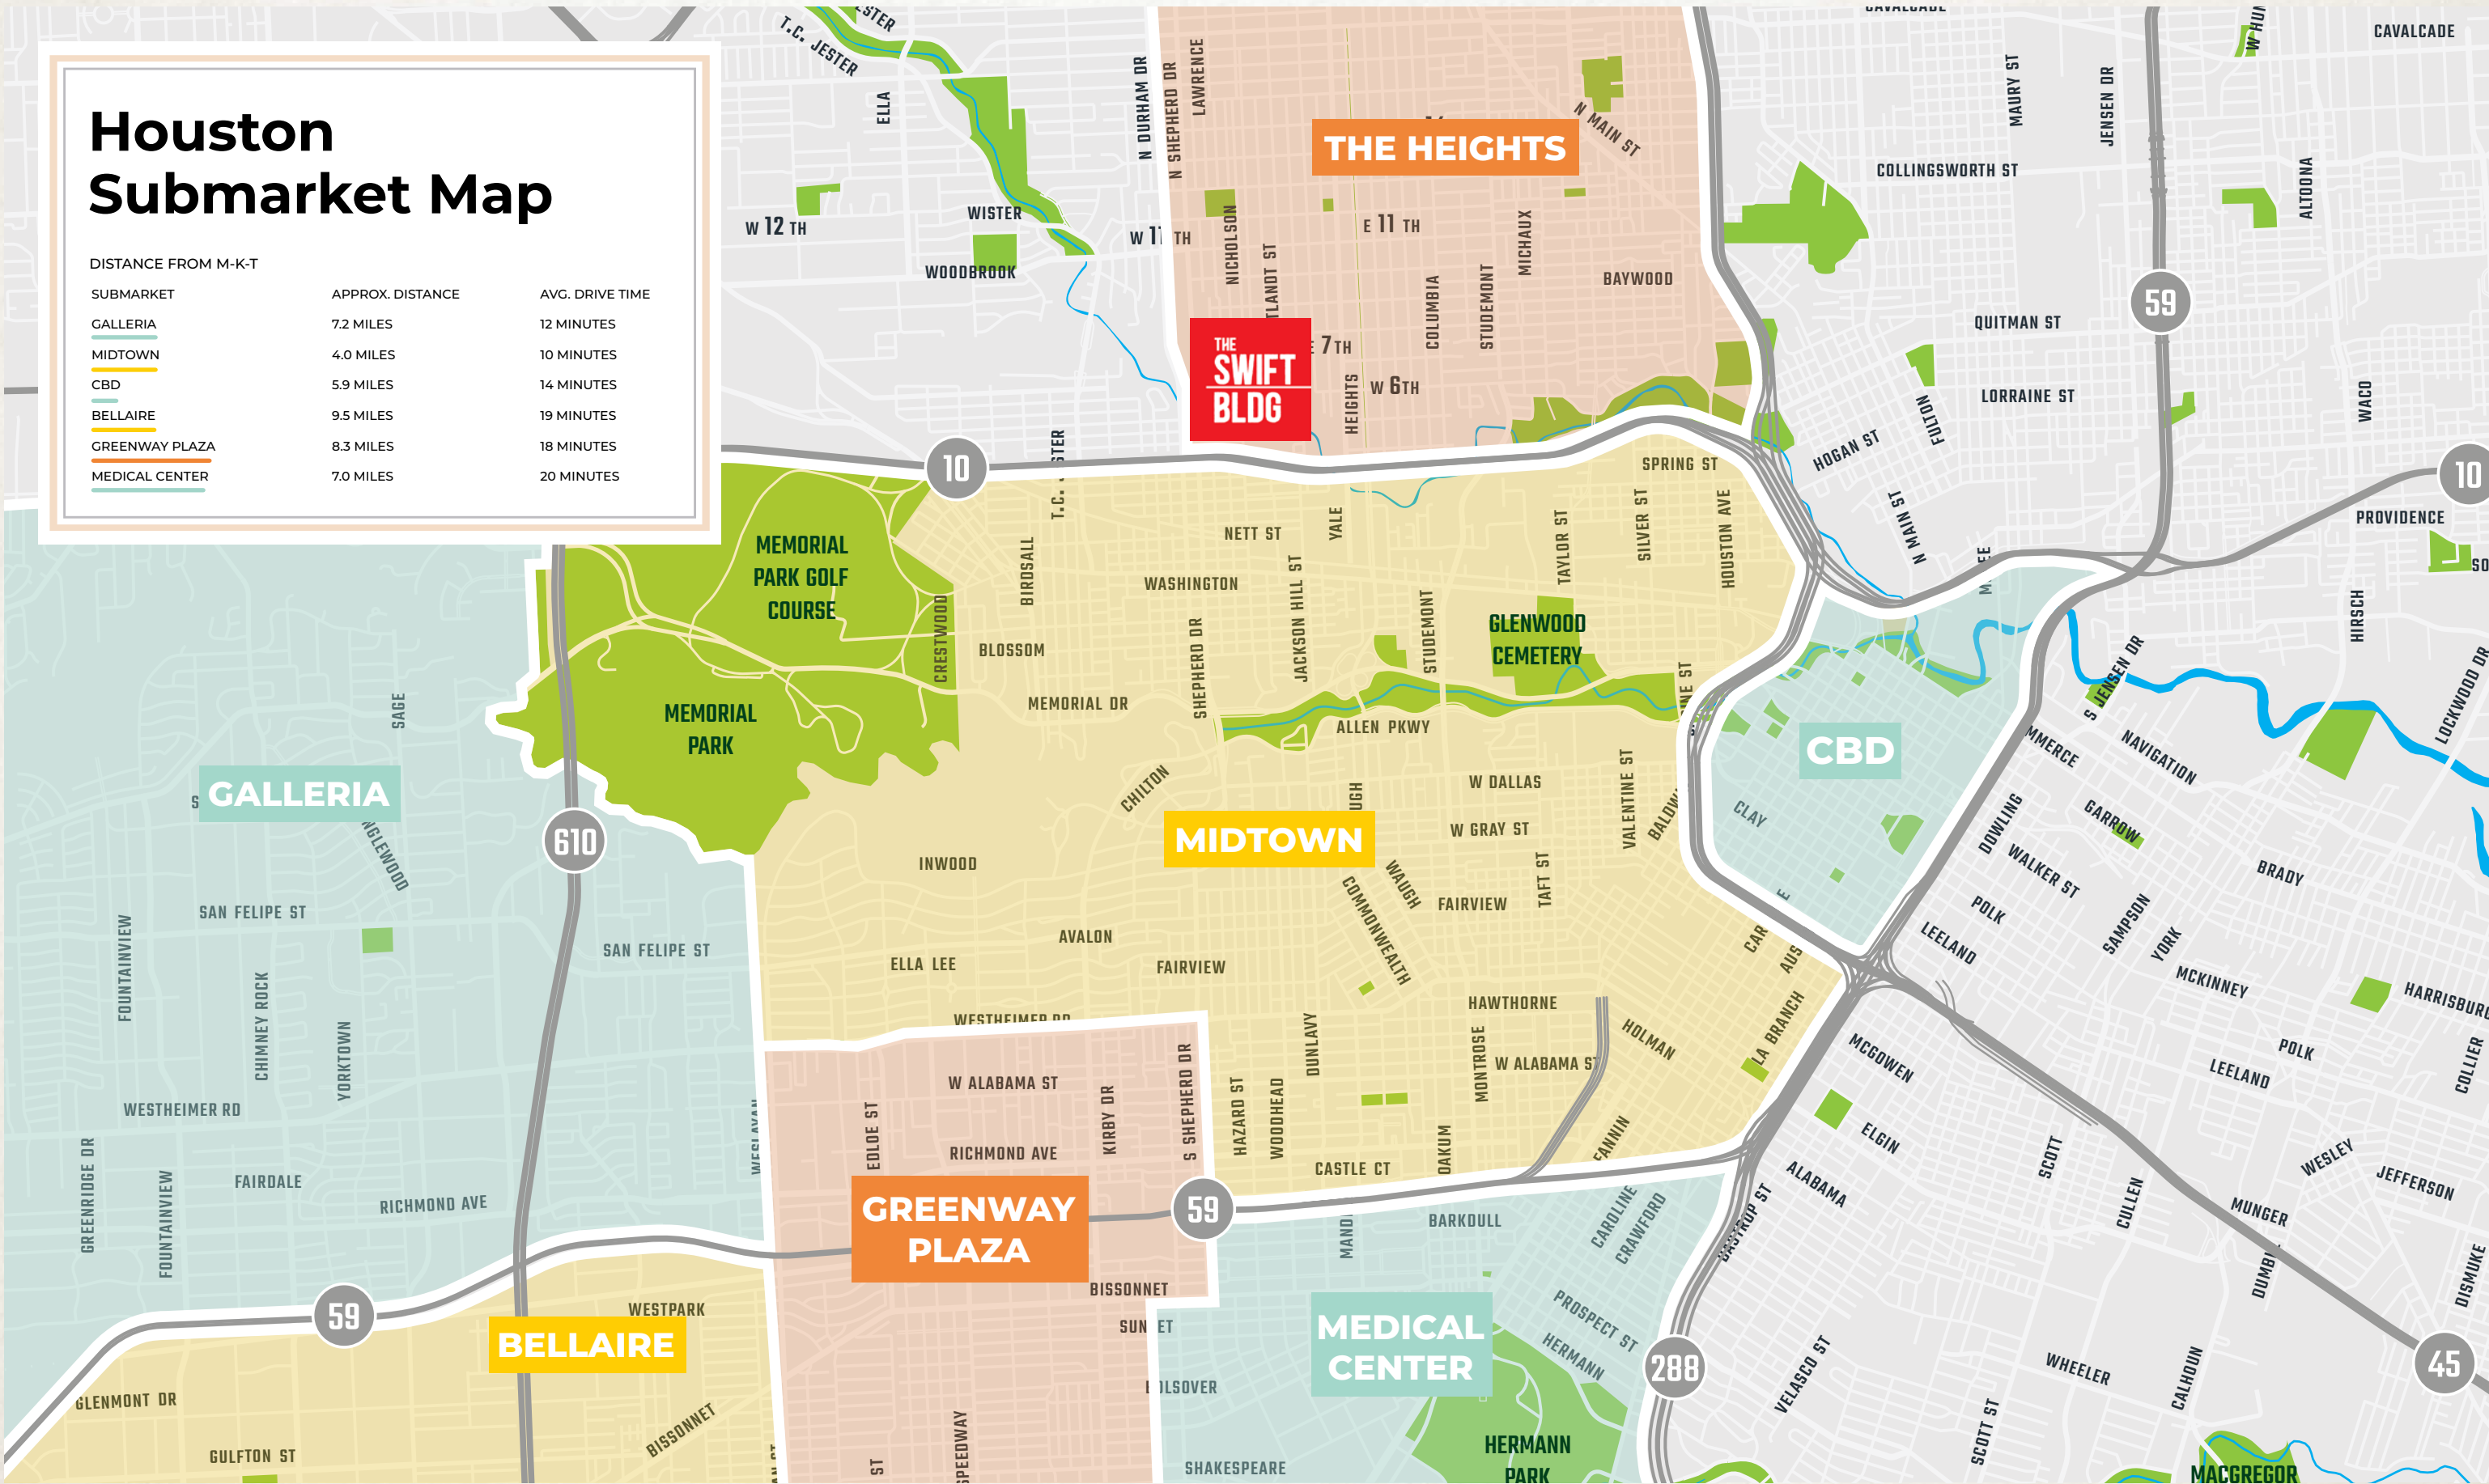 Houston
Submarket Map
DISTANCE FROM M-K-T
SUBMARKET APPROX. DISTANCE AVG. DRIVE TIME
GALLERIA 7.2 MILES 12 MINUTES
MIDTOWN 4.0 MILES 10 MINUTES
CBD 5.9 MILES 14 MINUTES
BELLAIRE 9.5 MILES 19 MINUTES
GREENWAY PLAZA 8.3 MILES 18 MINUTES
MEDICAL CENTER 7.0 MILES 20 MINUTES
T.C. JESTER
ELLA
N DURHAM DR
N SHEPHERD DR
LAWRENCE
THE HEIGHTS
N MAIN ST
MAURY ST
JENSEN DR
CAVALCADE
COLLINGSWORTH ST
ALTOONA
W 12 TH
WISTER
WOODBROOK
W 11 TH
NICHOLSON
E 11 TH
MICHAUX
COLUMBIA
STUDEMONT
BAYWOOD
59
QUITMAN ST
THE
SWIFT
BLDG
7TH
W 6TH
HEIGHTS
LORRAINE ST
WACO
FULTON
HOGAN ST
N MAIN ST
10
10
PROVIDENCE
SPRING ST
MEMORIAL
PARK GOLF
COURSE
NETT ST
YALE
BIRDSALL
WASHINGTON
JACKSON HILL ST
TAYLOR ST
SILVER ST
HOUSTON AVE
CRESTWOOD
BLOSSOM
SHEPHERD DR
STUDEMONT
GLENWOOD
CEMETERY
HIRSCH
LOCKWOOD DR
S JENSEN DR
MEMORIAL DR
MEMORIAL
PARK
SAGE
ALLEN PKWY
CBD
NAVIGATION
GALLERIA
CHILTON
W DALLAS
VALENTINE ST
CLAY
GARROW
DOWLING
610
MIDTOWN
W GRAY ST
INWOOD
WAUGH
TAFT ST
COMMONWEALTH
FAIRVIEW
WALKER ST
BRADY
POLK
LEELAND
SAMPSON
YORK
MCKINNEY
FOUNTAINVIEW
SAN FELIPE ST
SAN FELIPE ST
AVALON
ELLA LEE
FAIRVIEW
CHIMNEY ROCK
YORKTOWN
HAWTHORNE
HOLMAN
LA BRANCH
WESTHEIMER RD
DUNLAVY
MONTROSE
W ALABAMA ST
W ALABAMA ST
MCGOWEN
POLK
LEELAND
COLLIER
WESTHEIMER RD
EDLOE ST
KIRBY DR
S SHEPHERD DR
HAZARD ST
WOODHEAD
RICHMOND AVE
CASTLE CT
FANNIN
ELGIN
ALABAMA
SCOTT
WESLEY
JEFFERSON
GREENRIDGE DR
FAIRDALE
FOUNTAINVIEW
RICHMOND AVE
GREENWAY
PLAZA
59
BARKDULL
CAROLINE
CRAWFORD
CULLEN
MUNGER
DISMUKE
BISSONNET
59
WESTPARK
BELLAIRE
MEDICAL
CENTER
PROSPECT ST
HERMANN
288
VELASCO ST
WHEELER
CALHOUN
45
GLENMONT DR
GULFTON ST
BISSONNET
SPEEDWAY
ST
SHAKESPEARE
HERMANN
PARK
SCOTT ST
MACGREGOR